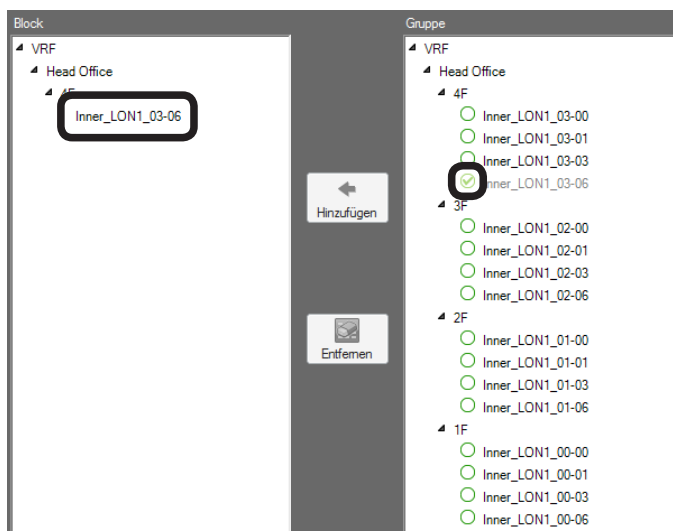 Block
VRF
Head Office
4F
Inner_LON1_03-06
Hinzufügen
Entfernen
Gruppe
VRF
Head Office
4F
Inner_LON1_03-00
Inner_LON1_03-01
Inner_LON1_03-03
Inner_LON1_03-06
3F
Inner_LON1_02-00
Inner_LON1_02-01
Inner_LON1_02-03
Inner_LON1_02-06
2F
Inner_LON1_01-00
Inner_LON1_01-01
Inner_LON1_01-03
Inner_LON1_01-06
1F
Inner_LON1_00-00
Inner_LON1_00-01
Inner_LON1_00-03
Inner_LON1_00-06